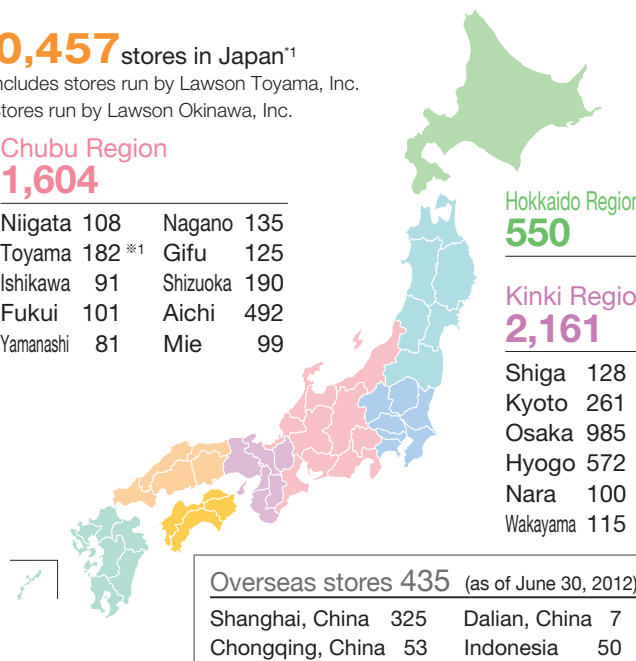 0,457 stores in Japan*1
ncludes stores run by Lawson Toyama, Inc.
stores run by Lawson Okinawa, Inc.
Chubu Region
1,604
Niigata 108 Nagano 135
Toyama 182 ※1 Gifu 125
Ishikawa 91 Shizuoka 190
Fukui 101 Aichi 492
Yamanashi 81 Mie 99
Hokkaido Region
550
Kinki Regio
2,161
Shiga 128
Kyoto 261
Osaka 985
Hyogo 572
Nara 100
Wakayama 115
Overseas stores 435 (as of June 30, 2012)
Shanghai, China 325 Dalian, China 7
Chongqing, China 53 Indonesia 50